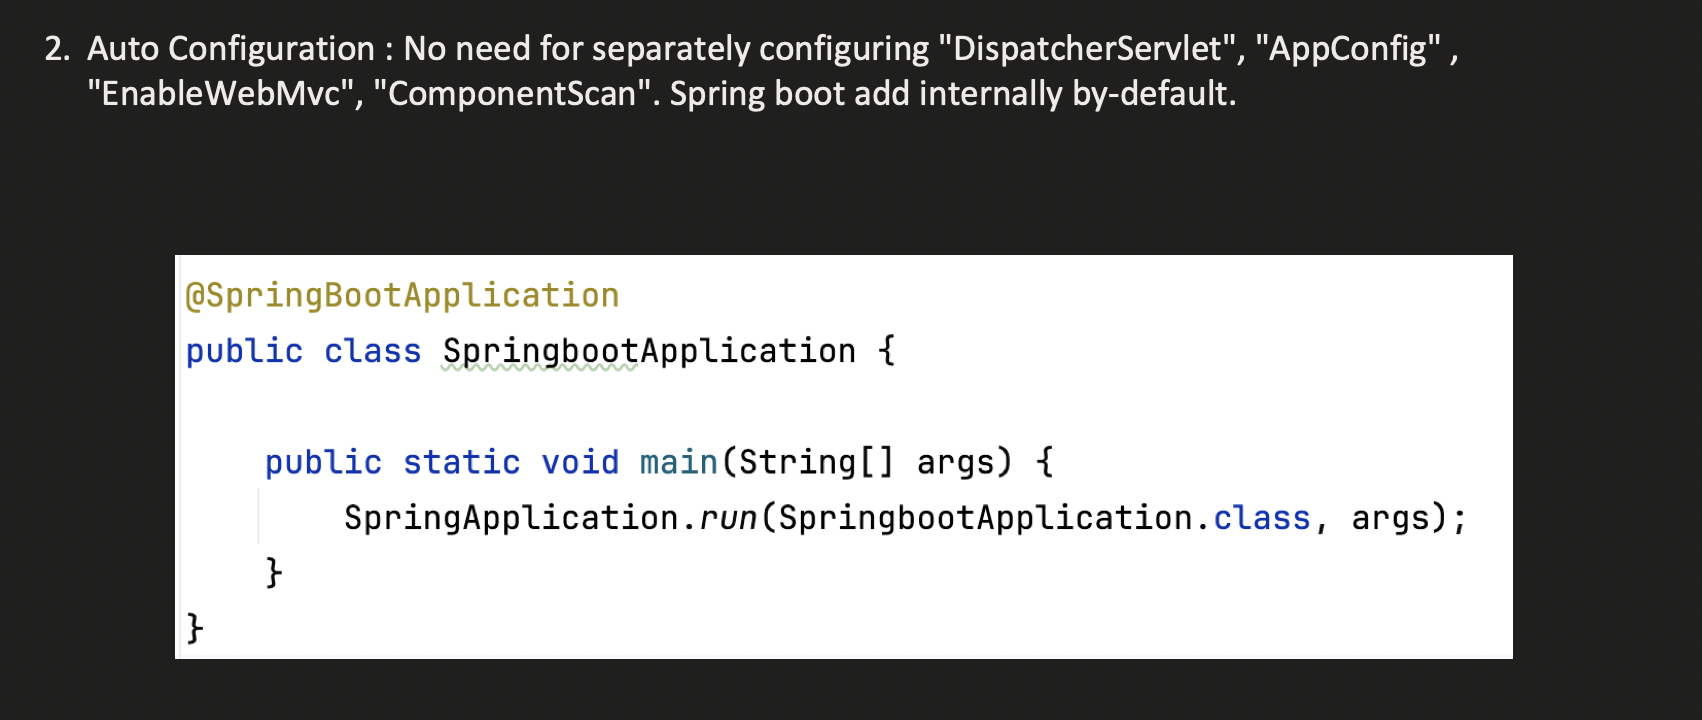 2. Auto Configuration : No need for separately configuring "DispatcherServlet", "AppConfig" ,
"EnableWebMvc", "ComponentScan". Spring boot add internally by-default.
@SpringBootApplication
public class SpringbootApplication {
public static void main(String[] args) {
SpringApplication.run(SpringbootApplication.class, args);
}
}